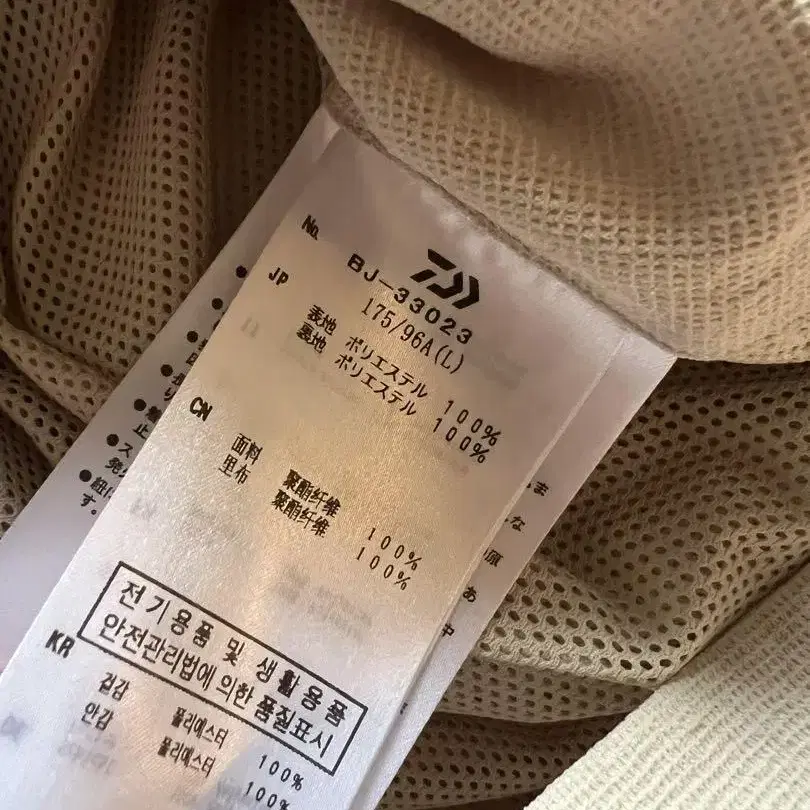 No. BJ-33023
175/96A(L)
JP
表地 ポリエステル 100%
裏地 ポリエステル 100%
CN
面料 聚酯纤维 100%
里布 聚酯纤维 100%
전기용품 및 생활용품
안전관리법에 의한 품질표시
KR
겉감 폴리에스터 100%
안감 폴리에스터 100%